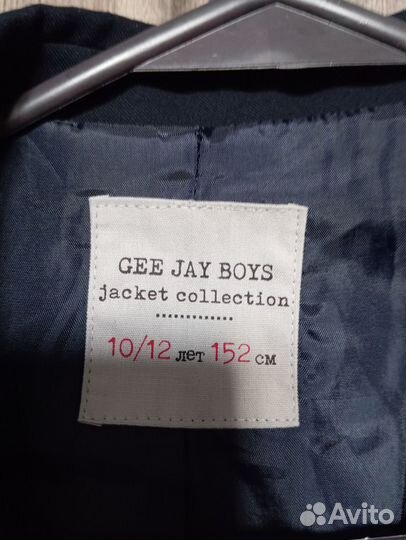 GEE JAY BOYS
jacket collection
10/12 лет 152 см
Avito